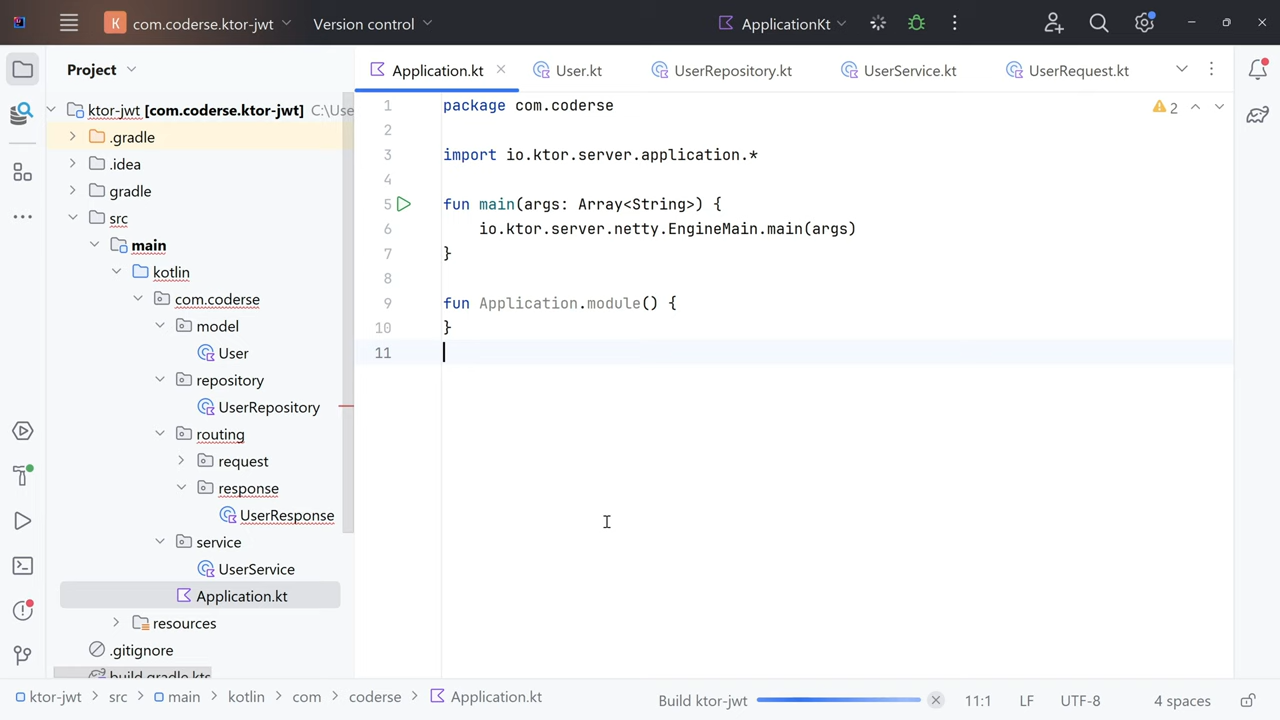 K com.coderse.ktor-jwt Version control ApplicationKt
Project
Application.kt User.kt UserRepository.kt UserService.kt UserRequest.kt
ktor-jwt [com.coderse.ktor-jwt] C:\Use
.gradle
.idea
gradle
src
main
kotlin
com.coderse
model
User
repository
UserRepository
routing
request
response
UserResponse
service
UserService
Application.kt
resources
.gitignore
build.gradle.kts
1 package com.coderse
2
3 import io.ktor.server.application.*
4
5 fun main(args: Array<String>) {
6 io.ktor.server.netty.EngineMain.main(args)
7 }
8
9 fun Application.module() {
10 }
11
2
ktor-jwt > src > main > kotlin > com > coderse > Application.kt Build ktor-jwt 11:1 LF UTF-8 4 spaces